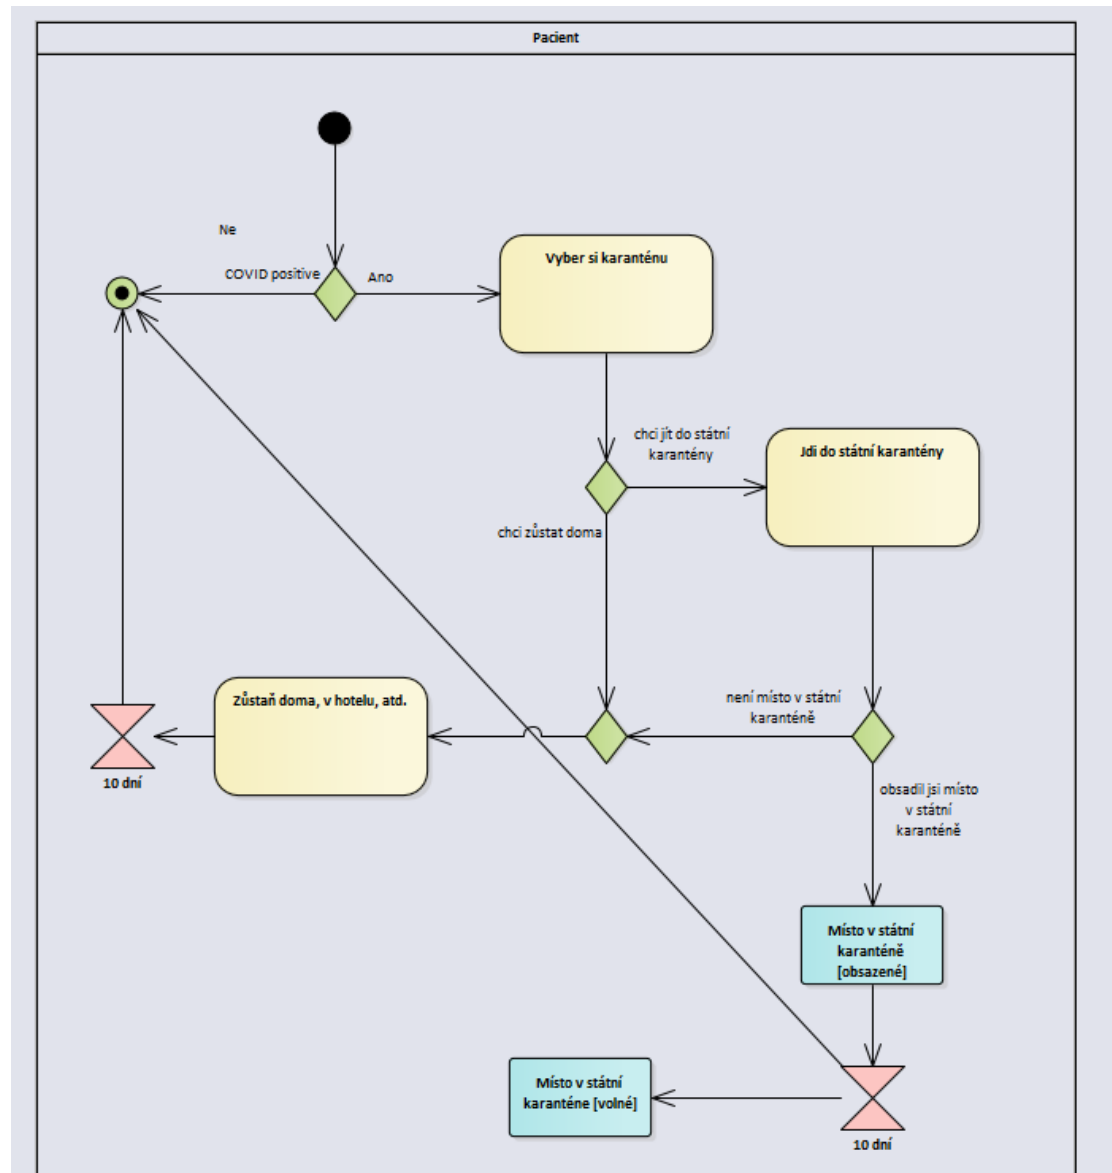 Pacient
Ne
COVID positive
Ano
Vyber si karanténu
chci jít do státní
karantény
Jdi do státní karantény
chci zůstat doma
není místo v státní
karanténě
Zůstaň doma, v hotelu, atd.
10 dní
obsadil jsi místo
v státní
karanténě
Místo v státní
karanténě
[obsazené]
Místo v státní
karanténe [volné]
10 dní